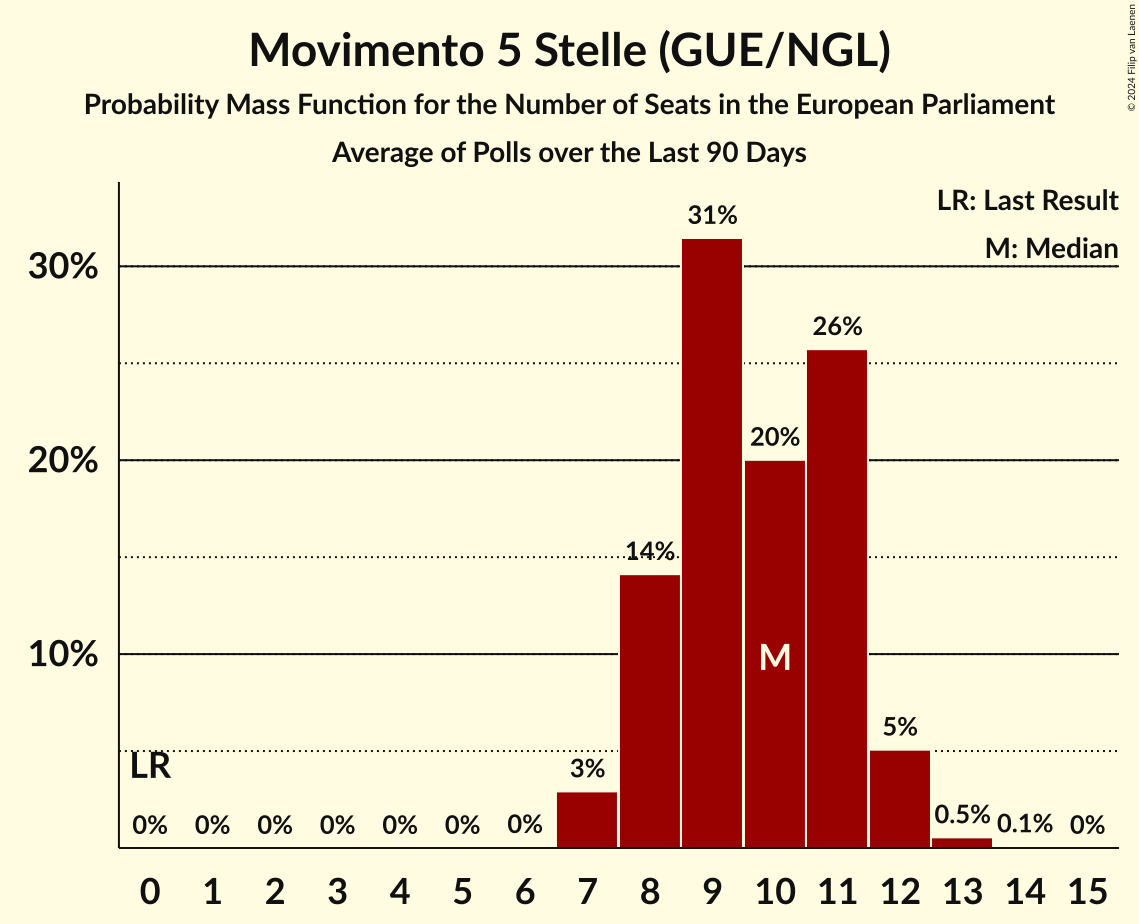 Movimento 5 Stelle (GUE/NGL)
Probability Mass Function for the Number of Seats in the European Parliament
Average of Polls over the Last 90 Days
© 2024 Filip van Laenen
LR: Last Result
M: Median
30%
20%
10%
31%
26%
20%
14%
M
5%
LR
3%
0% 0% 0% 0% 0% 0% 0% 0.5% 0.1% 0%
0 1 2 3 4 5 6 7 8 9 10 11 12 13 14 15